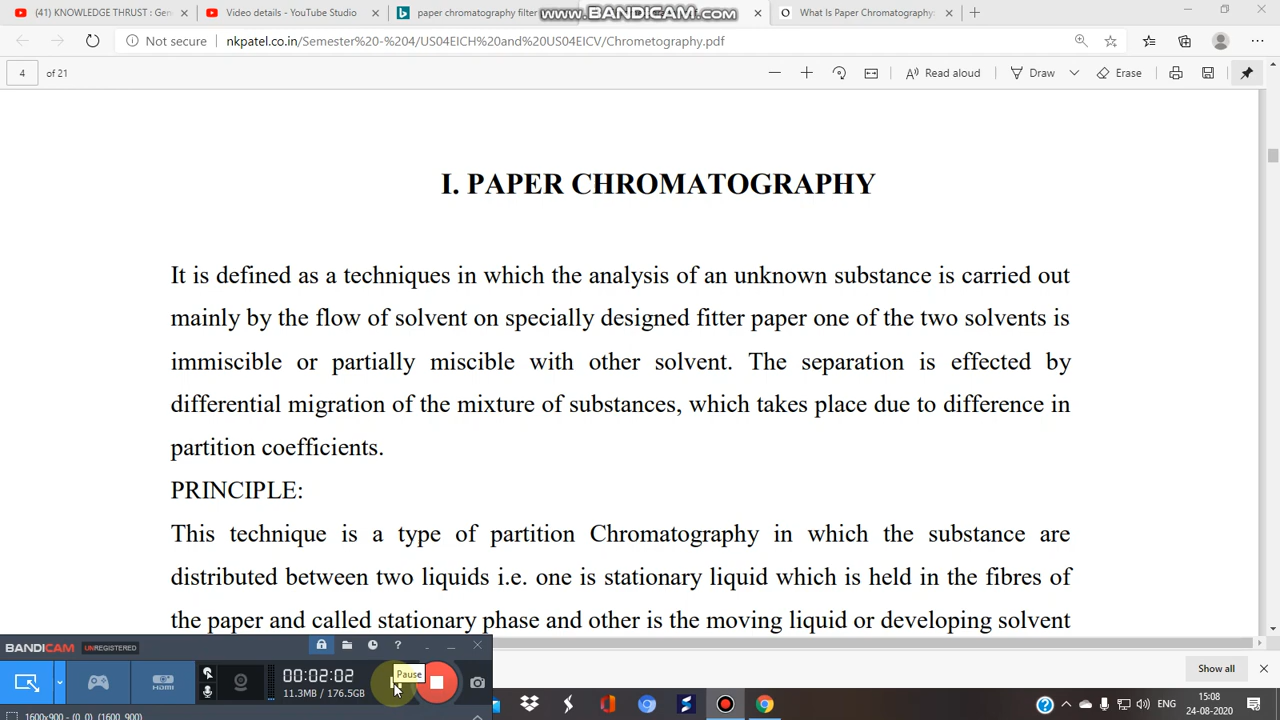 (41) KNOWLEDGE THRUST : Gen
Video details - YouTube Studio
paper chromatography filter
WWW.BANDICAM.COM
What Is Paper Chromatography:
Not secure
nkpatel.co.in/Semester%20-%204/US04EICH%20and%20US04EICV/Chrometography.pdf
4 of 21
Read aloud
Draw
Erase
I. PAPER CHROMATOGRAPHY
It is defined as a techniques in which the analysis of an unknown substance is carried out
mainly by the flow of solvent on specially designed fitter paper one of the two solvents is
immiscible or partially miscible with other solvent. The separation is effected by
differential migration of the mixture of substances, which takes place due to difference in
partition coefficients.
PRINCIPLE:
This technique is a type of partition Chromatography in which the substance are
distributed between two liquids i.e. one is stationary liquid which is held in the fibres of
the paper and called stationary phase and other is the moving liquid or developing solvent
BANDICAM UNREGISTERED
HDMI
00:02:02
11.3MB / 176.5GB
Pause
1600x900 - (0, 0), (1600, 900)
Show all
ENG
15:08
24-08-2020